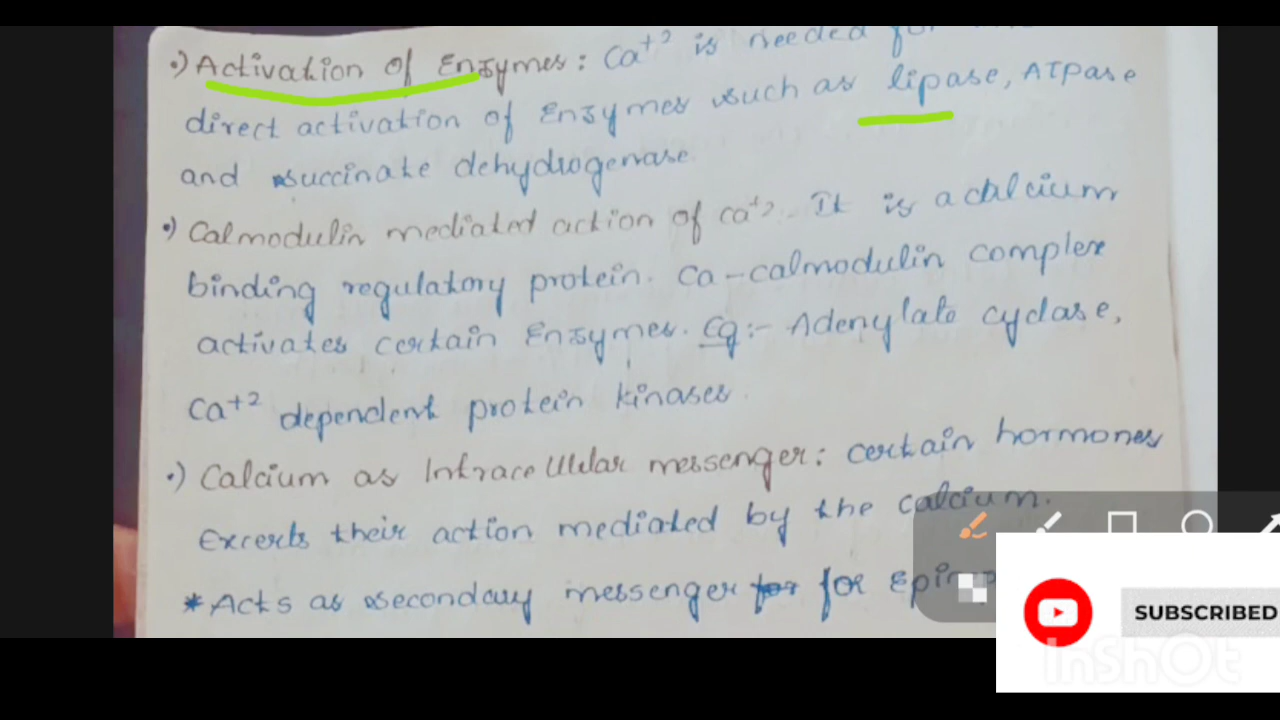 •) Activation of Enzymes: Ca+2 is needed for
direct activation of Enzymes such as lipase, ATPase
and succinate dehydrogenase
•) Calmodulin mediated action of ca+2. It is a calcium
binding regulatory protein. Ca-calmodulin complex
activates certain Enzymes. Eg:- Adenylate cyclase,
Ca+2 dependent protein kinases.
•) Calcium as Intracellular messenger: certain hormones
Excerts their action mediated by the calcium.
*Acts as secondary messenger for for
SUBSCRIBED
InShOt